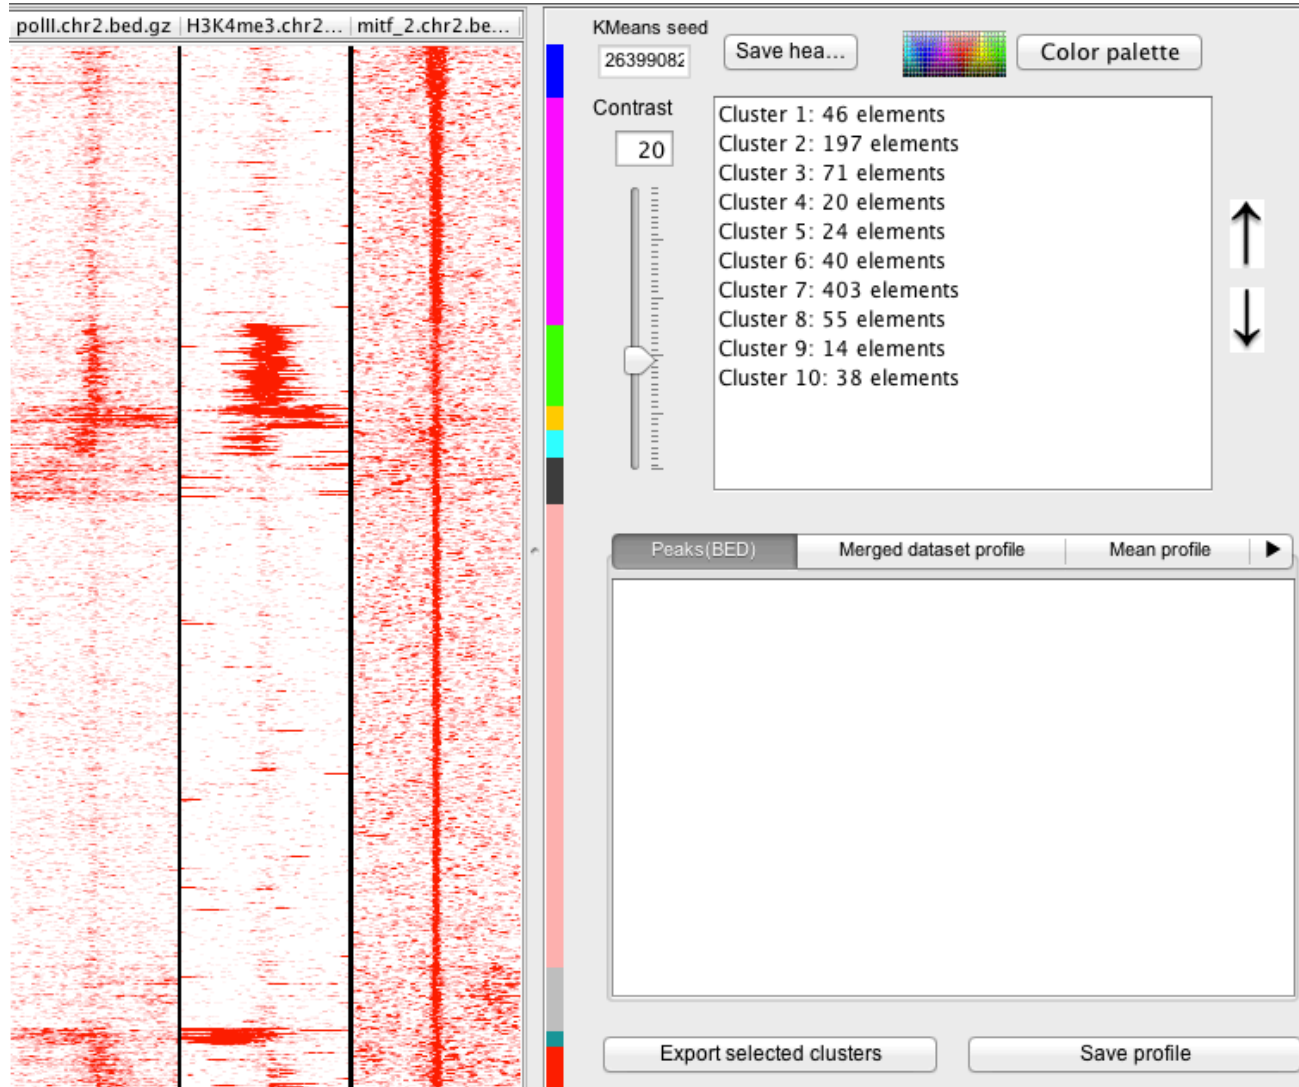 polII.chr2.bed.gz H3K4me3.chr2... mitf_2.chr2.be...
KMeans seed
26399082
Save hea...
Color palette
Contrast
20
Cluster 1: 46 elements
Cluster 2: 197 elements
Cluster 3: 71 elements
Cluster 4: 20 elements
Cluster 5: 24 elements
Cluster 6: 40 elements
Cluster 7: 403 elements
Cluster 8: 55 elements
Cluster 9: 14 elements
Cluster 10: 38 elements
Peaks(BED) Merged dataset profile Mean profile
Export selected clusters Save profile